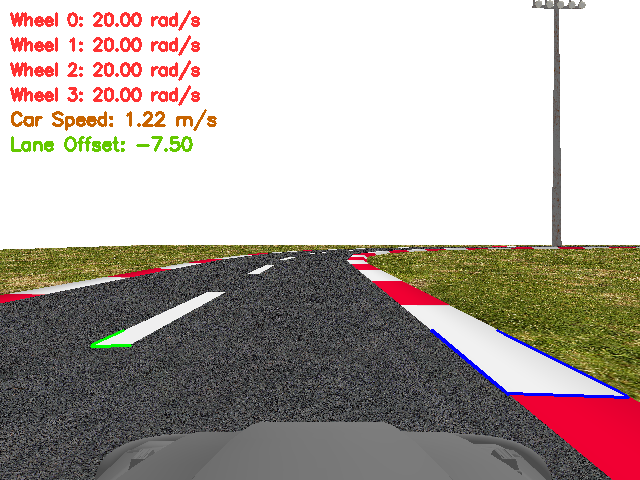 Wheel 0: 20.00 rad/s
Wheel 1: 20.00 rad/s
Wheel 2: 20.00 rad/s
Wheel 3: 20.00 rad/s
Car Speed: 1.22 m/s
Lane Offset: -7.50